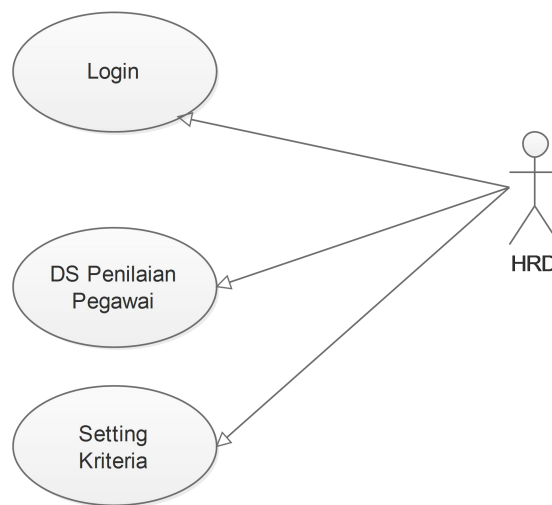 Login
DS Penilaian
Pegawai
HRD
Setting
Kriteria